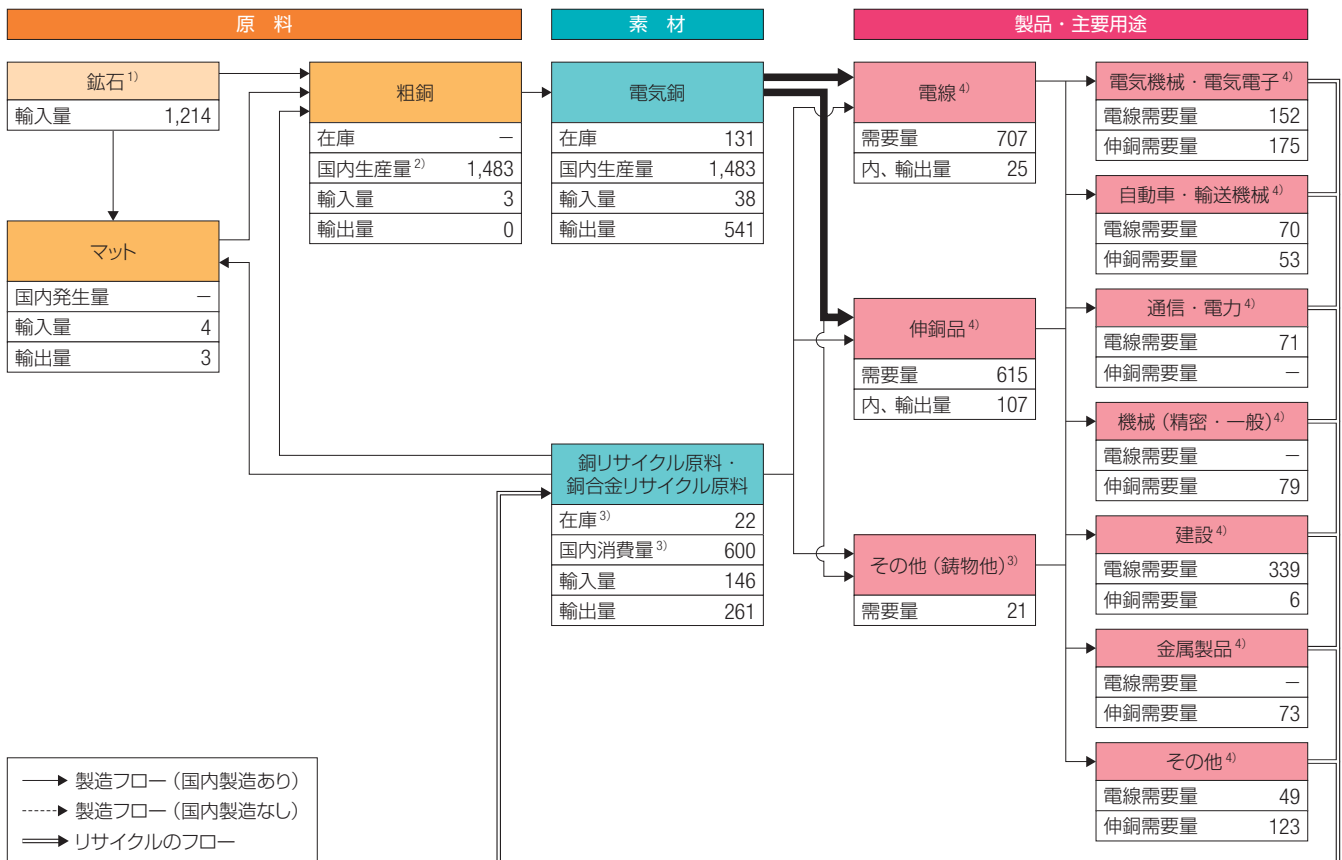 原 料
素 材
製品・主要用途
鉱石1)
輸入量 1,214
マット
国内発生量 −
輸入量 4
輸出量 3
粗銅
在庫 −
国内生産量2) 1,483
輸入量 3
輸出量 0
電気銅
在庫 131
国内生産量 1,483
輸入量 38
輸出量 541
銅リサイクル原料・
銅合金リサイクル原料
在庫3) 22
国内消費量3) 600
輸入量 146
輸出量 261
電線4)
需要量 707
内、輸出量 25
伸銅品4)
需要量 615
内、輸出量 107
その他(鋳物他)3)
需要量 21
電気機械・電気電子4)
電線需要量 152
伸銅需要量 175
自動車・輸送機械4)
電線需要量 70
伸銅需要量 53
通信・電力4)
電線需要量 71
伸銅需要量 −
機械(精密・一般)4)
電線需要量 −
伸銅需要量 79
建設4)
電線需要量 339
伸銅需要量 6
金属製品4)
電線需要量 −
伸銅需要量 73
その他4)
電線需要量 49
伸銅需要量 123
製造フロー(国内製造あり)
製造フロー(国内製造なし)
リサイクルのフロー